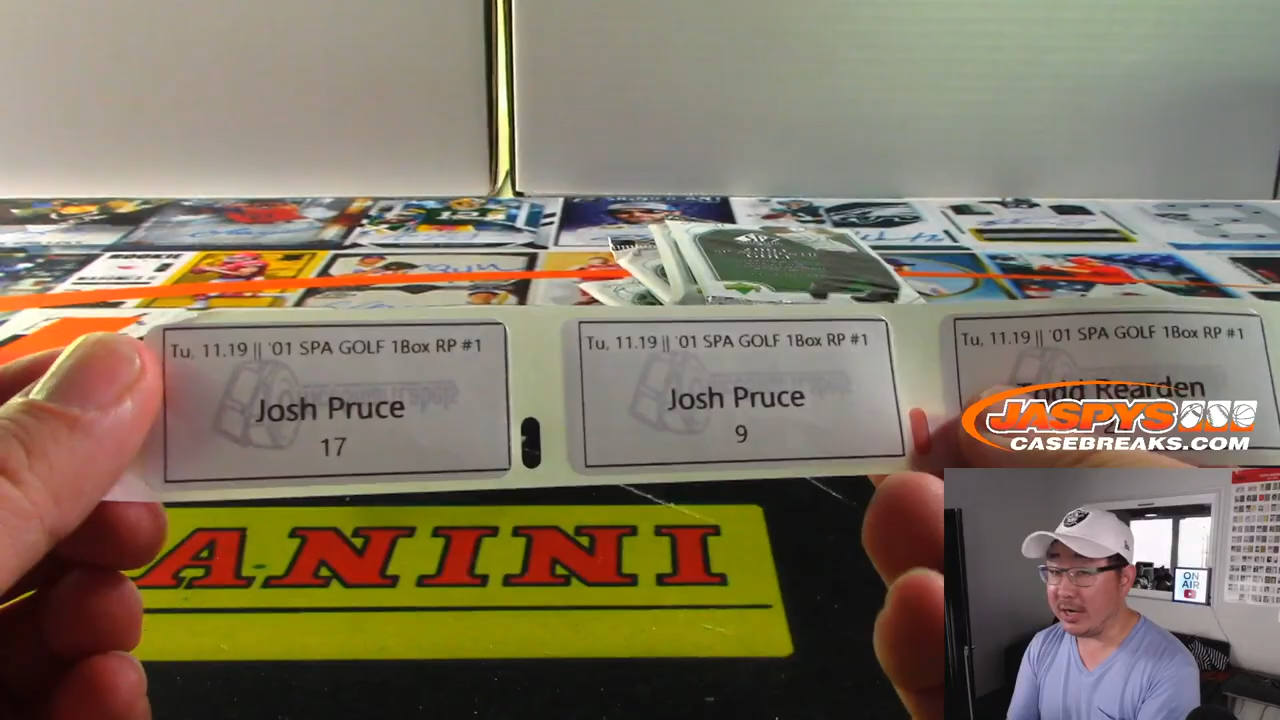 Tu, 11.19 || '01 SPA GOLF 1Box RP #1
Josh Pruce
17
Tu, 11.19 || '01 SPA GOLF 1Box RP #1
Josh Pruce
9
Tu, 11.19 || '01 SPA GOLF 1Box RP #1
Todd Rearden
JASPYS
CASEBREAKS.COM
ANINI
ON
AIR